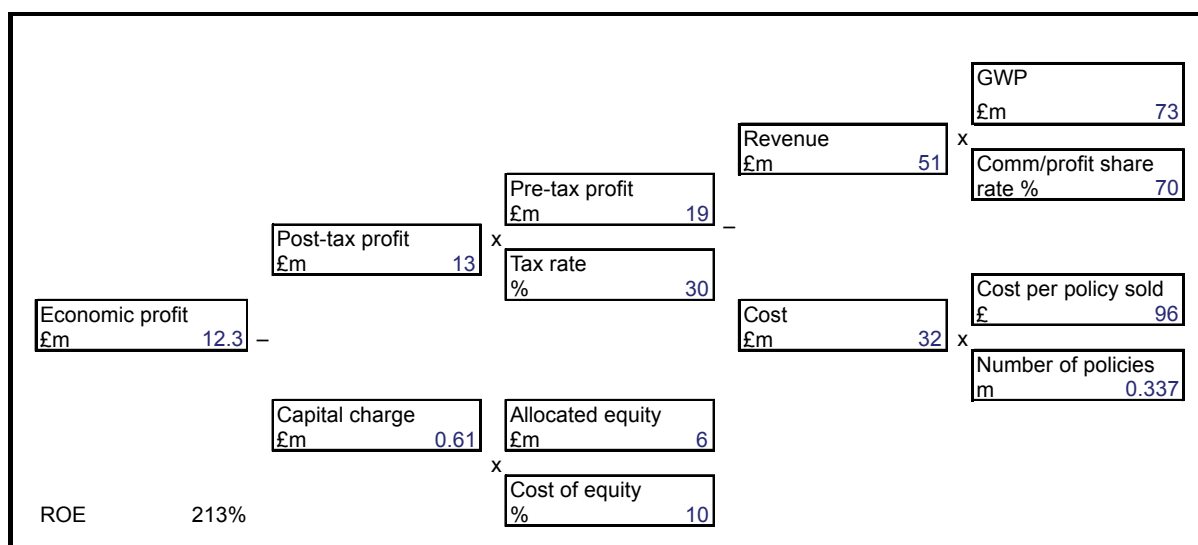 GWP
£m 73
x
Revenue
£m 51
Comm/profit share
rate % 70
Pre-tax profit
£m 19
–
Post-tax profit
£m 13
x
Tax rate
% 30
Economic profit
£m 12.3
–
Cost
£m 32
x
Cost per policy sold
£ 96
Number of policies
m 0.337
Capital charge
£m 0.61
x
Allocated equity
£m 6
Cost of equity
% 10
ROE 213%